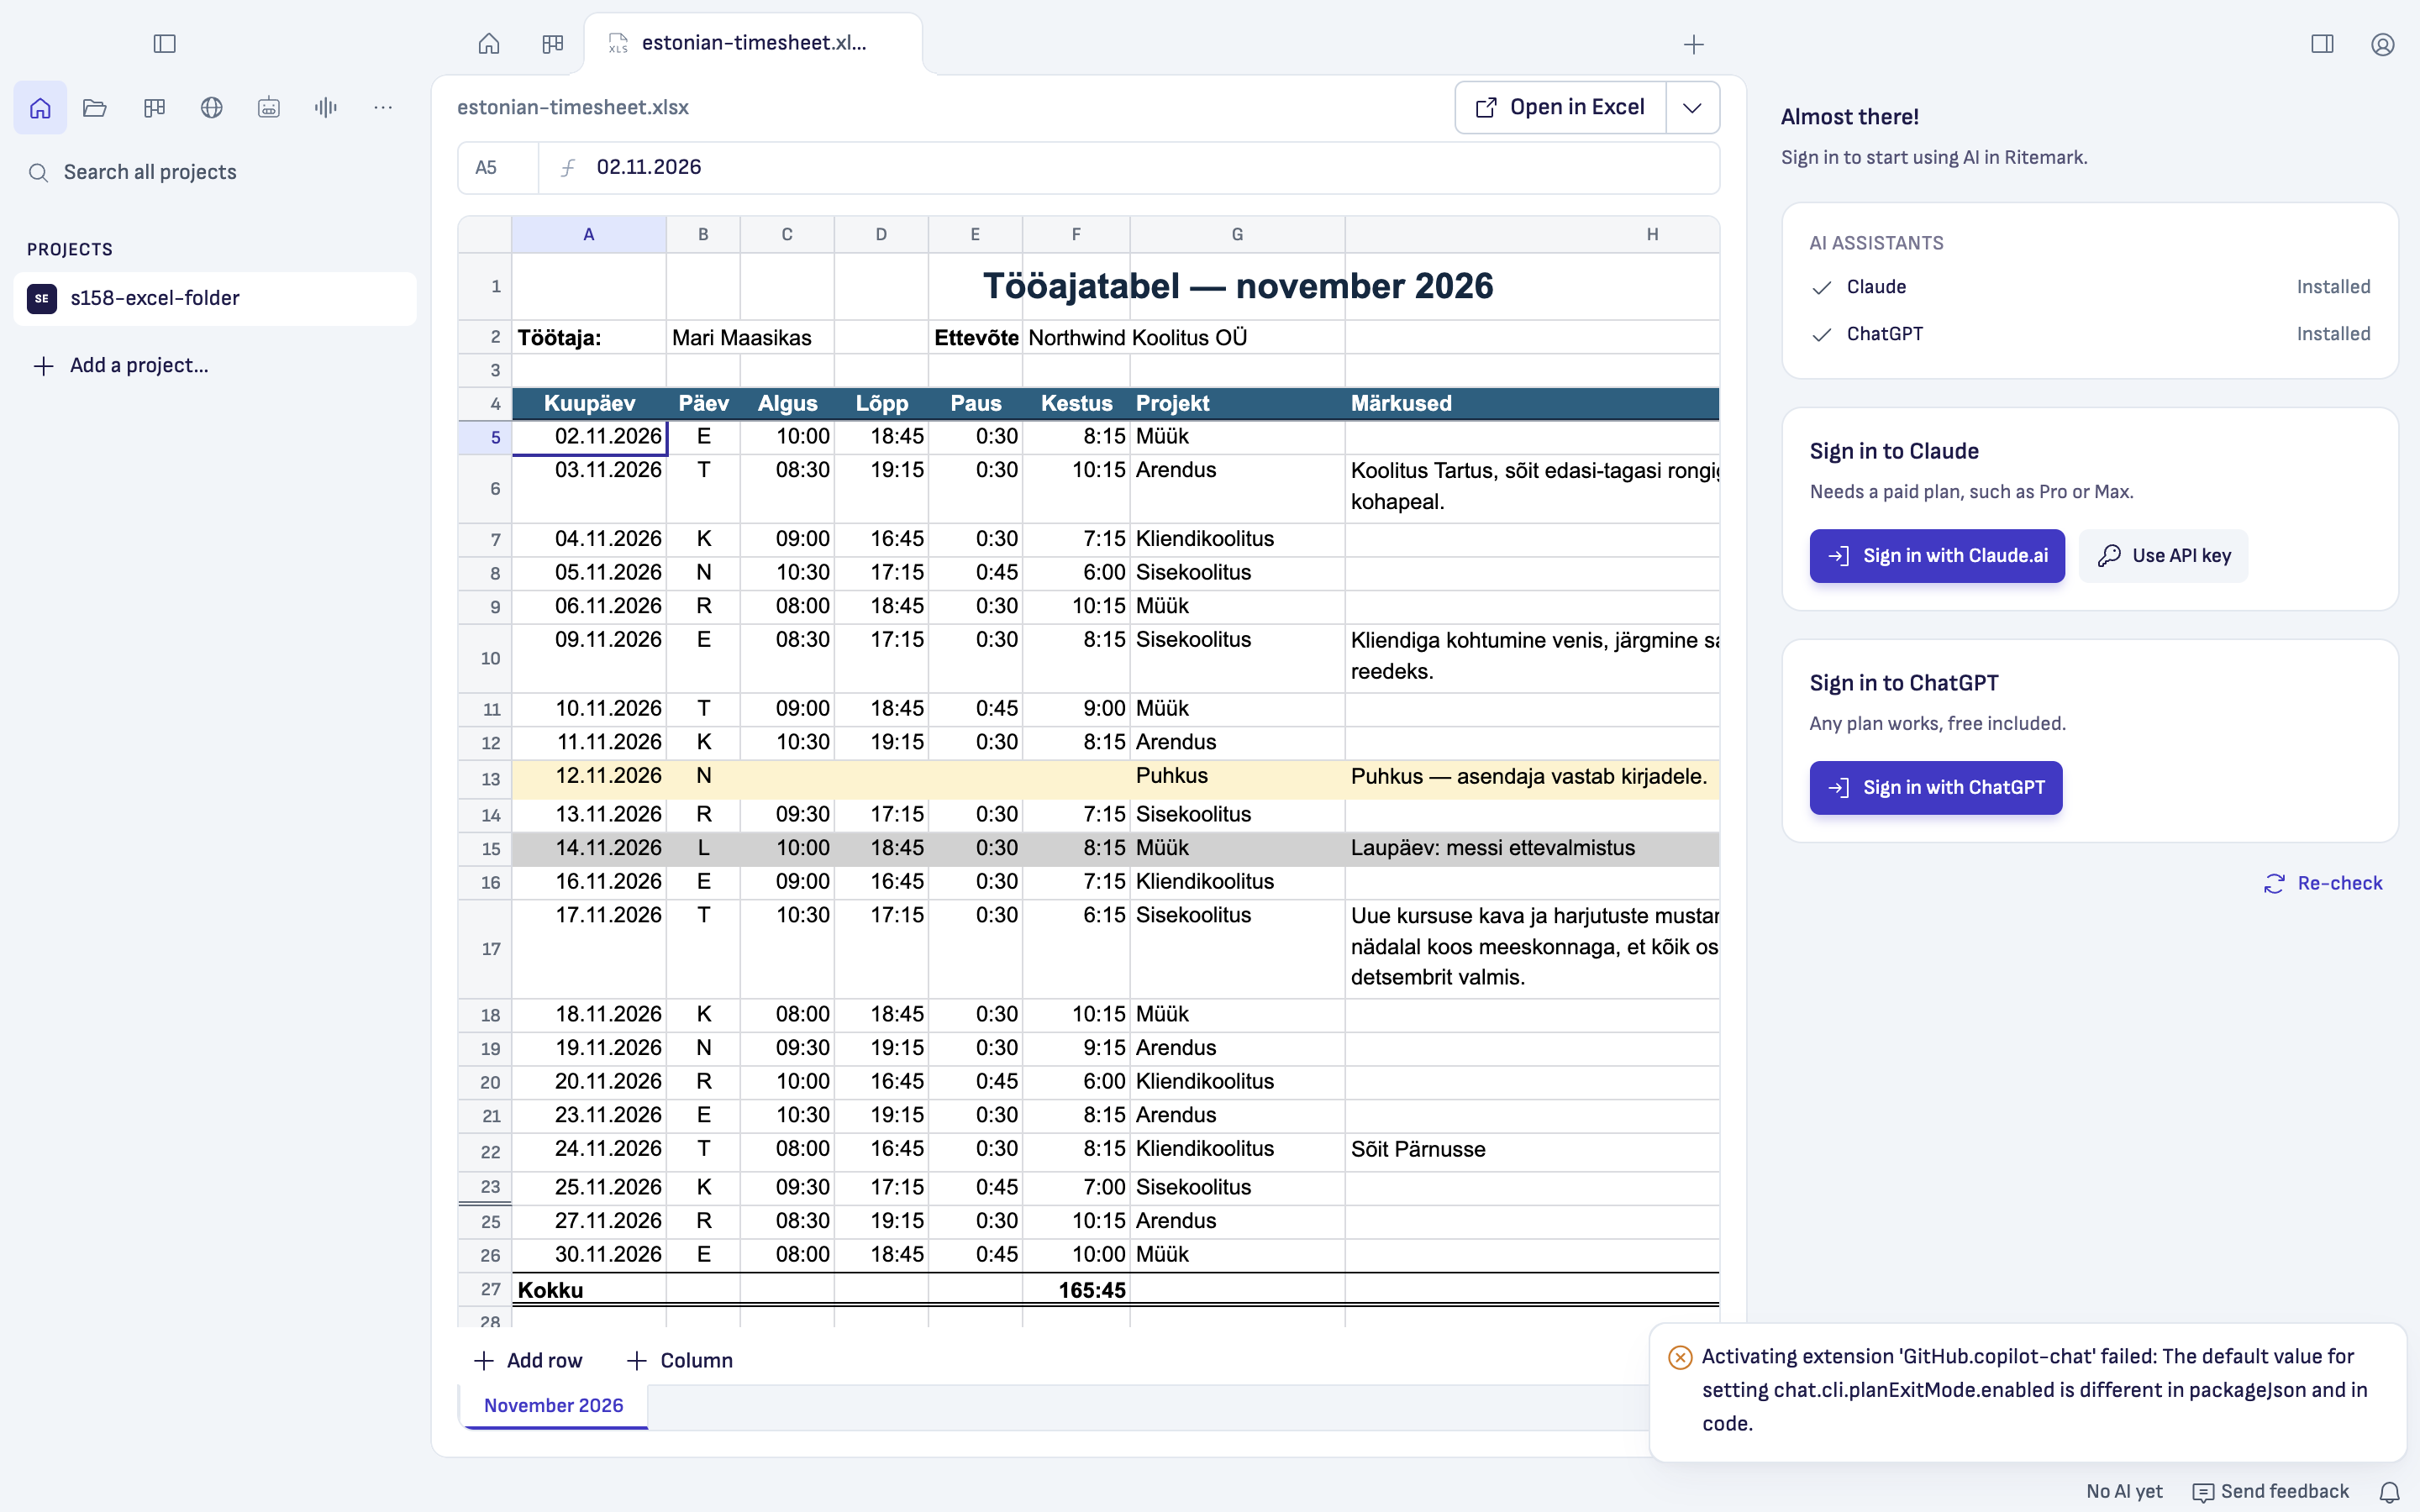 estonian-timesheet.xl...
Search all projects
PROJECTS
SE s158-excel-folder
Add a project...
estonian-timesheet.xlsx
Open in Excel
A5 02.11.2026
A B C D E F G H
1 Tööajatabel — november 2026
2 Töötaja: Mari Maasikas Ettevõte Northwind Koolitus OÜ
3
4 Kuupäev Päev Algus Lõpp Paus Kestus Projekt Märkused
5 02.11.2026 E 10:00 18:45 0:30 8:15 Müük
6 03.11.2026 T 08:30 19:15 0:30 10:15 Arendus Koolitus Tartus, sõit edasi-tagasi
kohapeal.
7 04.11.2026 K 09:00 16:45 0:30 7:15 Kliendikoolitus
8 05.11.2026 N 10:30 17:15 0:45 6:00 Sisekoolitus
9 06.11.2026 R 08:00 18:45 0:30 10:15 Müük
10 09.11.2026 E 08:30 17:15 0:30 8:15 Sisekoolitus Kliendiga kohtumine venis, järgmine
reedeks.
11 10.11.2026 T 09:00 18:45 0:45 9:00 Müük
12 11.11.2026 K 10:30 19:15 0:30 8:15 Arendus
13 12.11.2026 N Puhkus Puhkus — asendaja vastab kirjadele.
14 13.11.2026 R 09:30 17:15 0:30 7:15 Sisekoolitus
15 14.11.2026 L 10:00 18:45 0:30 8:15 Müük Laupäev: messi ettevalmistus
16 16.11.2026 E 09:00 16:45 0:30 7:15 Kliendikoolitus
17 17.11.2026 T 10:30 17:15 0:30 6:15 Sisekoolitus Uue kursuse kava ja harjutuste
nädalal koos meeskonnaga, et kõik
detsembrit valmis.
18 18.11.2026 K 08:00 18:45 0:30 10:15 Müük
19 19.11.2026 N 09:30 19:15 0:30 9:15 Arendus
20 20.11.2026 R 10:00 16:45 0:45 6:00 Kliendikoolitus
21 23.11.2026 E 10:30 19:15 0:30 8:15 Arendus
22 24.11.2026 T 08:00 16:45 0:30 8:15 Kliendikoolitus Sõit Pärnusse
23 25.11.2026 K 09:30 17:15 0:45 7:00 Sisekoolitus
25 27.11.2026 R 08:30 19:15 0:30 10:15 Arendus
26 30.11.2026 E 08:00 18:45 0:45 10:00 Müük
27 Kokku 165:45
28
Add row Column
November 2026
Almost there!
Sign in to start using AI in Ritemark.
AI ASSISTANTS
Claude Installed
ChatGPT Installed
Sign in to Claude
Needs a paid plan, such as Pro or Max.
Sign in with Claude.ai Use API key
Sign in to ChatGPT
Any plan works, free included.
Sign in with ChatGPT
Re-check
Activating extension 'GitHub.copilot-chat' failed: The default value for
setting chat.cli.planExitMode.enabled is different in packageJson and in
code.
No AI yet Send feedback